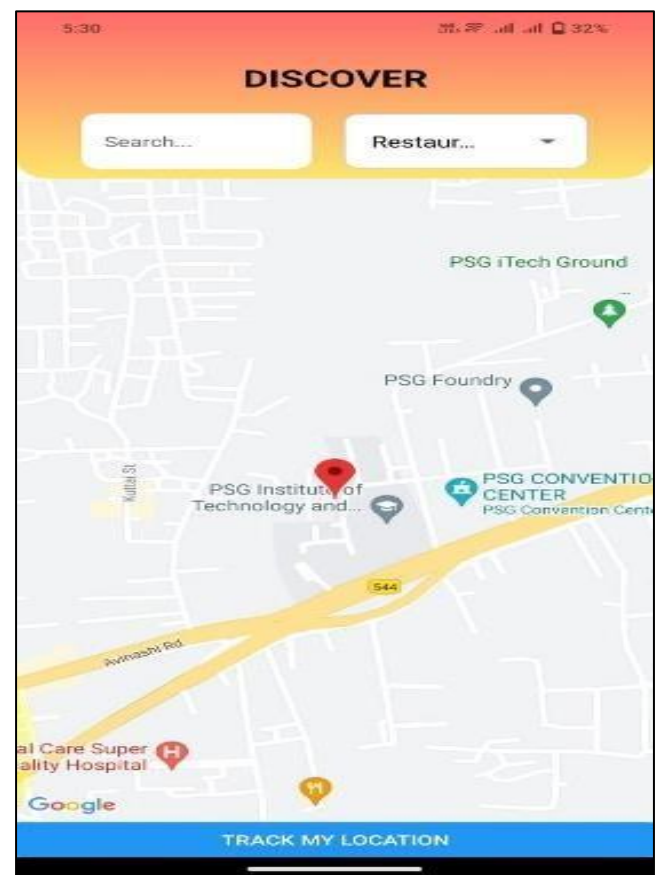 5:30
32%
DISCOVER
Search...
Restaur...
PSG iTech Ground
PSG Foundry
Kuttai St
PSG Institute of
Technology and...
PSG CONVENTIO
CENTER
PSG Convention Cent
544
Avinashi Rd
al Care Super
ality Hospital
H
Google
TRACK MY LOCATION